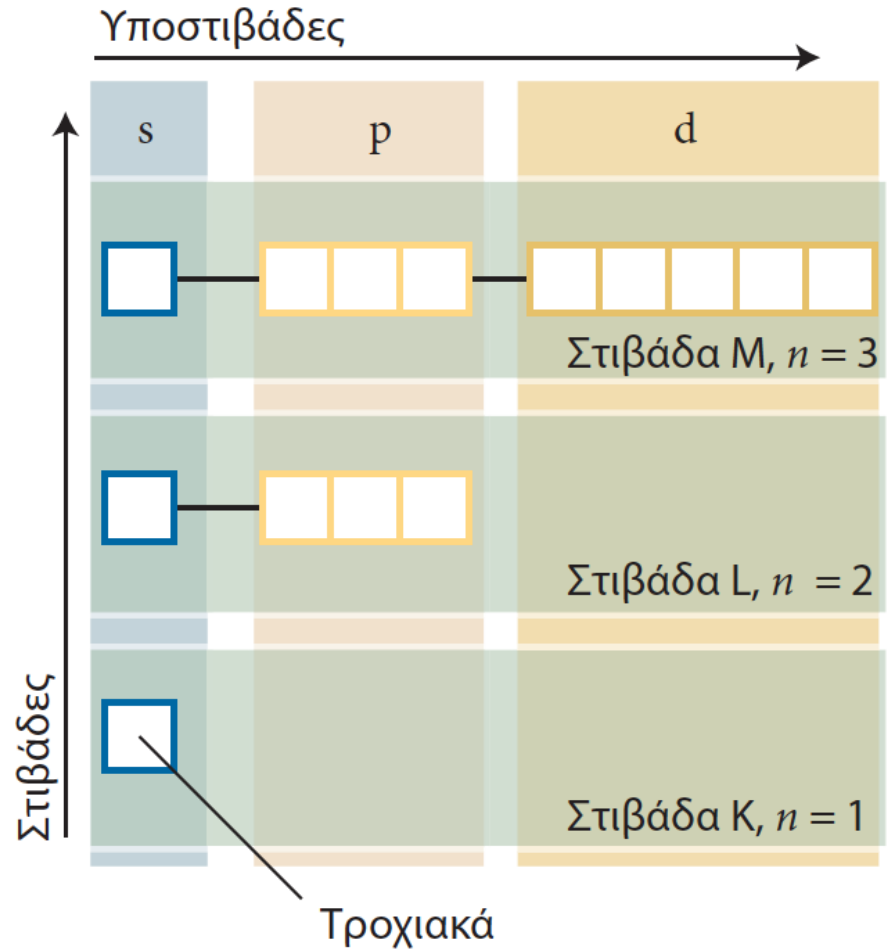 Υποστιβάδες
s p d
Στιβάδα M, n = 3
Στιβάδα L, n = 2
Στιβάδα K, n = 1
Στιβάδες
Τροχιακά